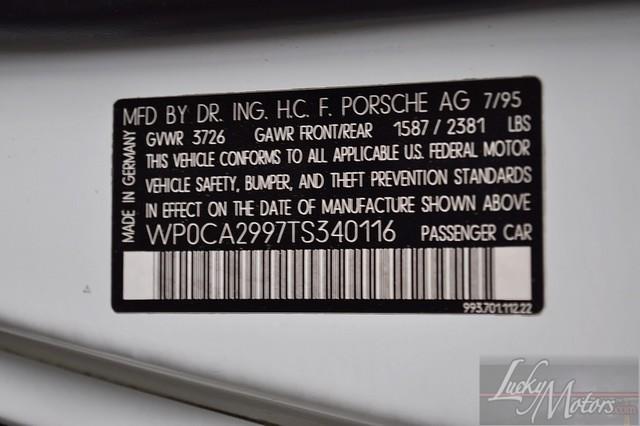 MFD BY DR. ING. H.C. F. PORSCHE AG 7/95
GVWR 3726 GAWR FRONT/REAR 1587 / 2381 LBS
THIS VEHICLE CONFORMS TO ALL APPLICABLE U.S. FEDERAL MOTOR
VEHICLE SAFETY, BUMPER, AND THEFT PREVENTION STANDARDS
IN EFFECT ON THE DATE OF MANUFACTURE SHOWN ABOVE
WP0CA2997TS340116 PASSENGER CAR
MADE IN GERMANY
993.701.112.22
Lucky
Motors.com